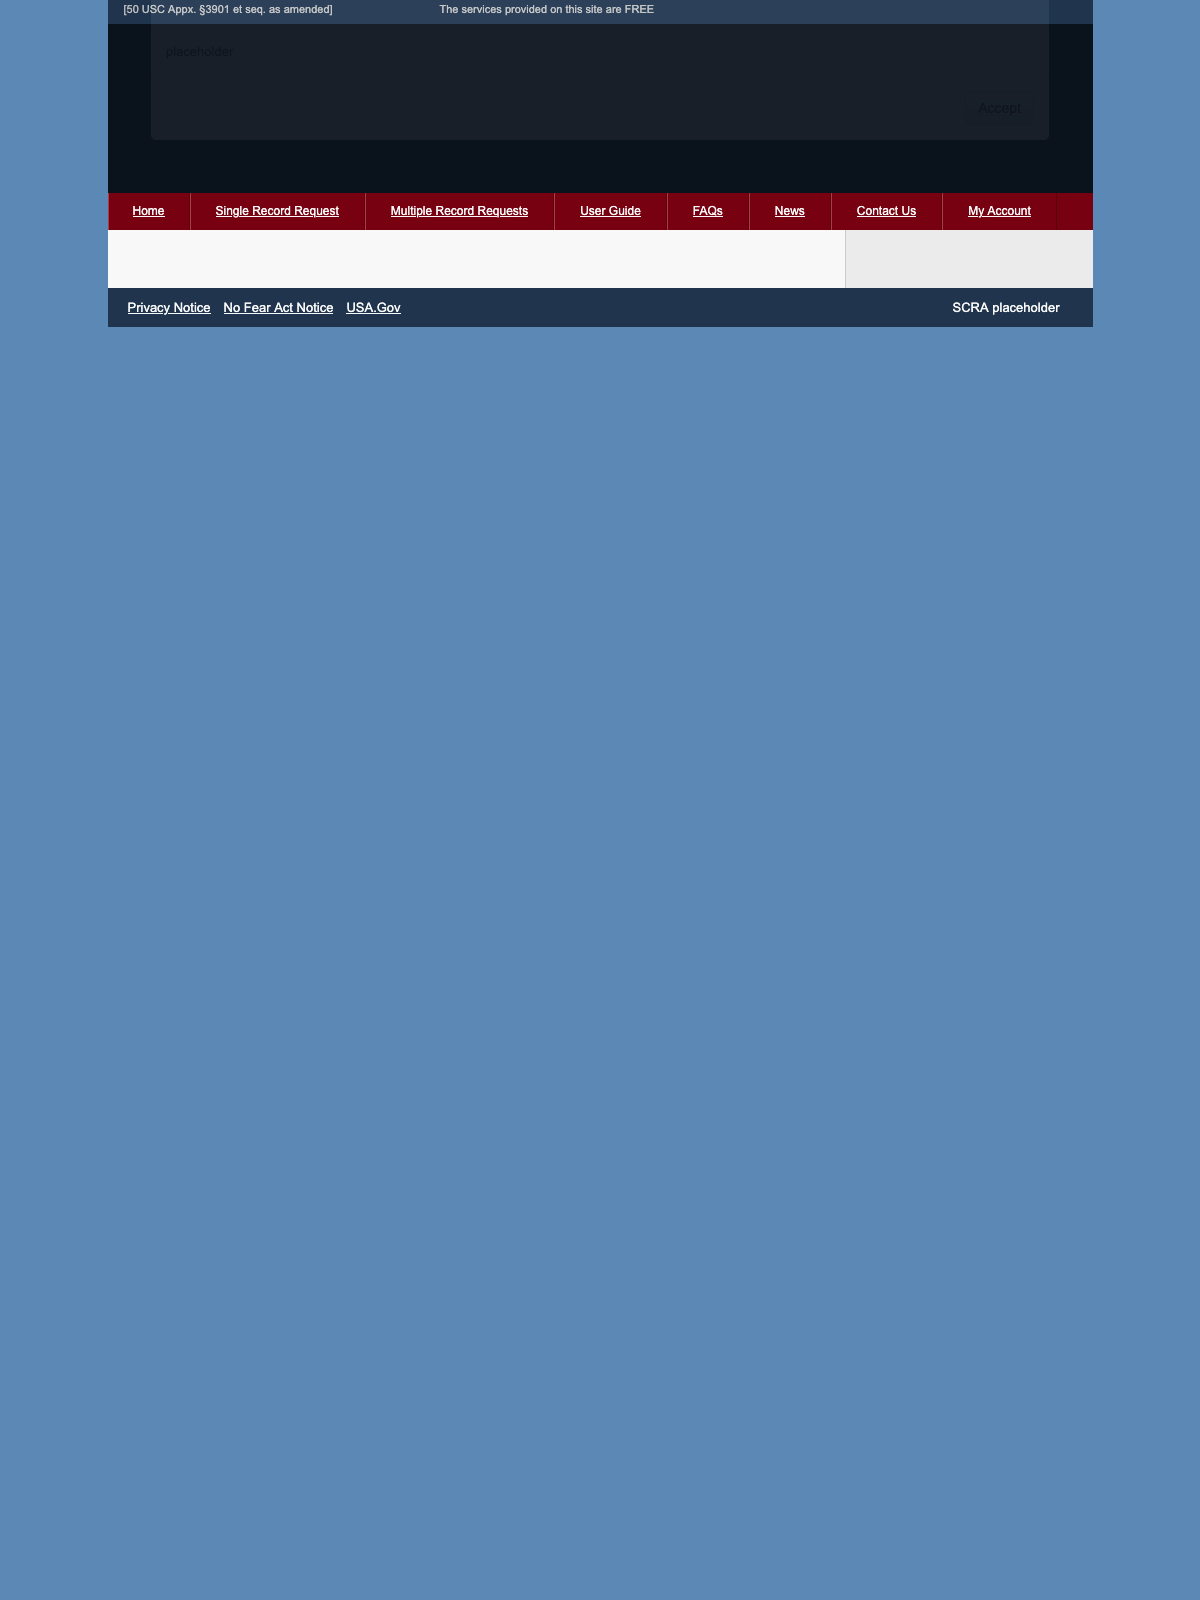 [50 USC Appx. §3901 et seq. as amended] The services provided on this site are FREE
placeholder
Accept
Home Single Record Request Multiple Record Requests User Guide FAQs News Contact Us My Account
Privacy Notice No Fear Act Notice USA.Gov SCRA placeholder